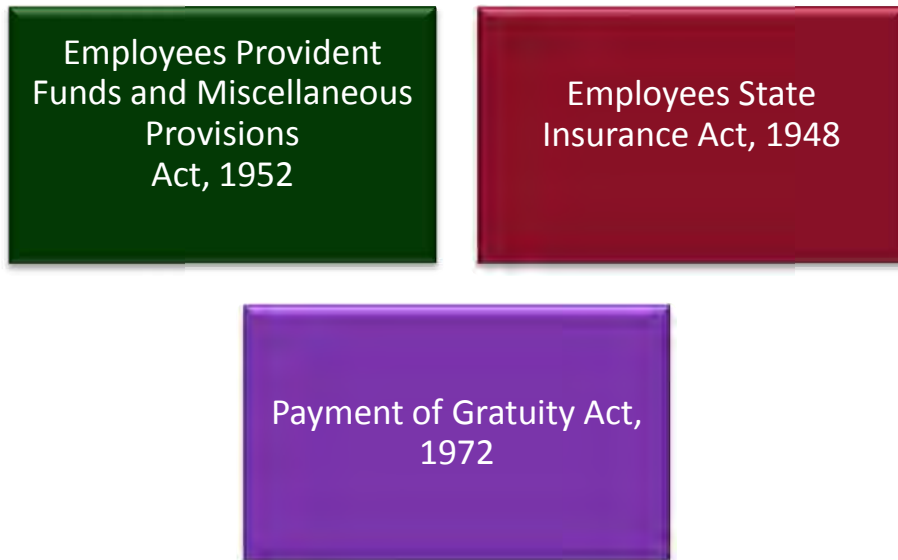 Employees Provident
Funds and Miscellaneous
Provisions
Act, 1952
Employees State
Insurance Act, 1948
Payment of Gratuity Act,
1972